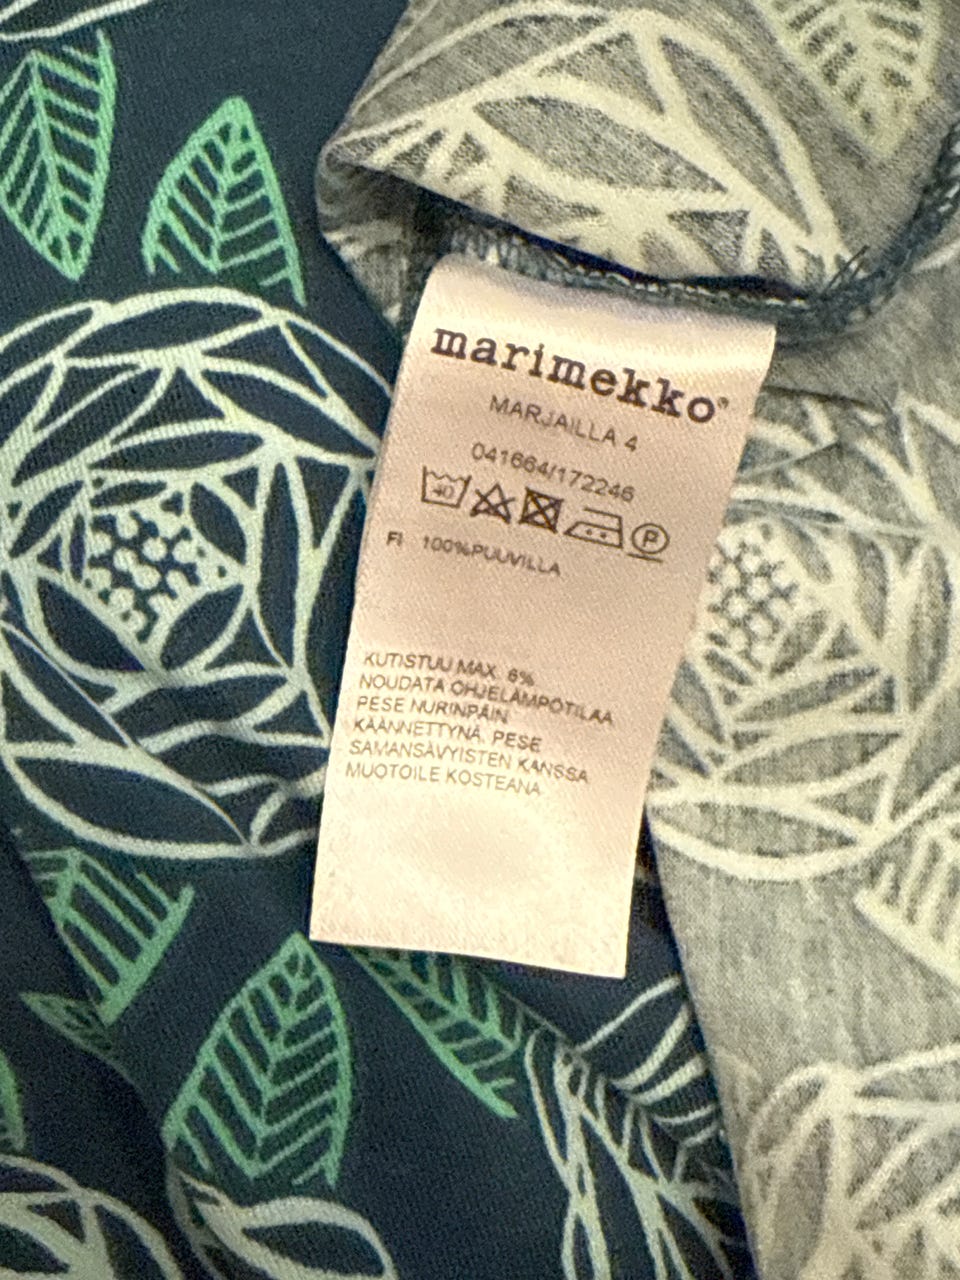 marimekko®
MARJAILLA 4
041664/172246
40 P
FI 100%PUUVILLA
KUTISTUU MAX. 6%
NOUDATA OHJELÄMPÖTILAA
PESE NURINPÄIN
KÄÄNNETTYNÄ. PESE
SAMANSÄVYISTEN KANSSA
MUOTOILE KOSTEANA